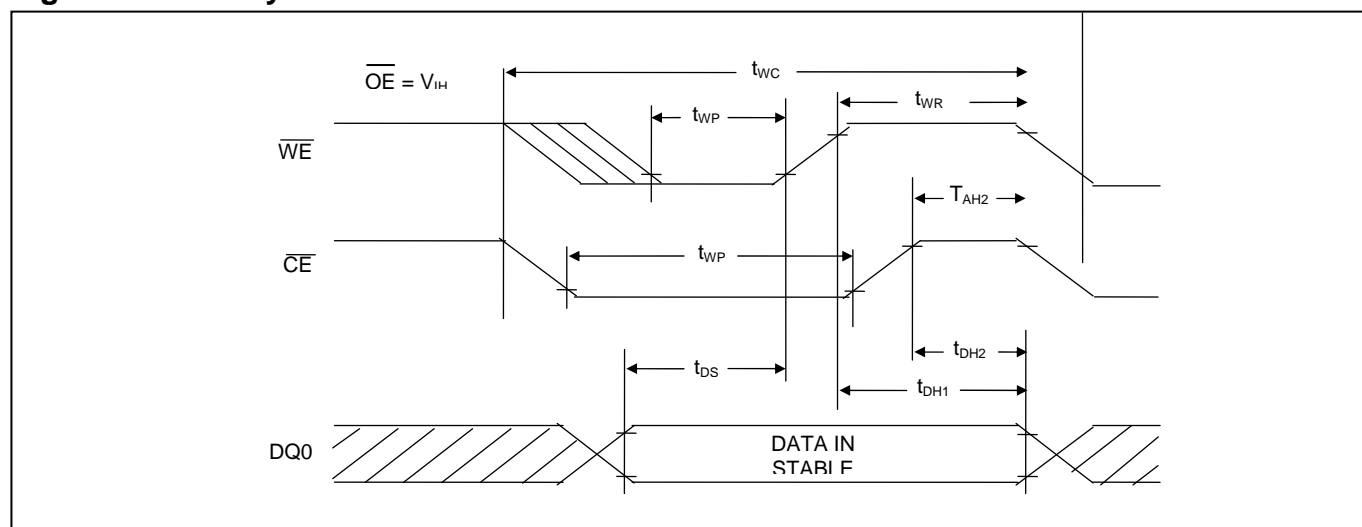 OE = VIH
tWC
tWR
tWP
WE
TAH2
tWP
CE
tDH2
tDS
tDH1
DQ0
DATA IN
STABLE